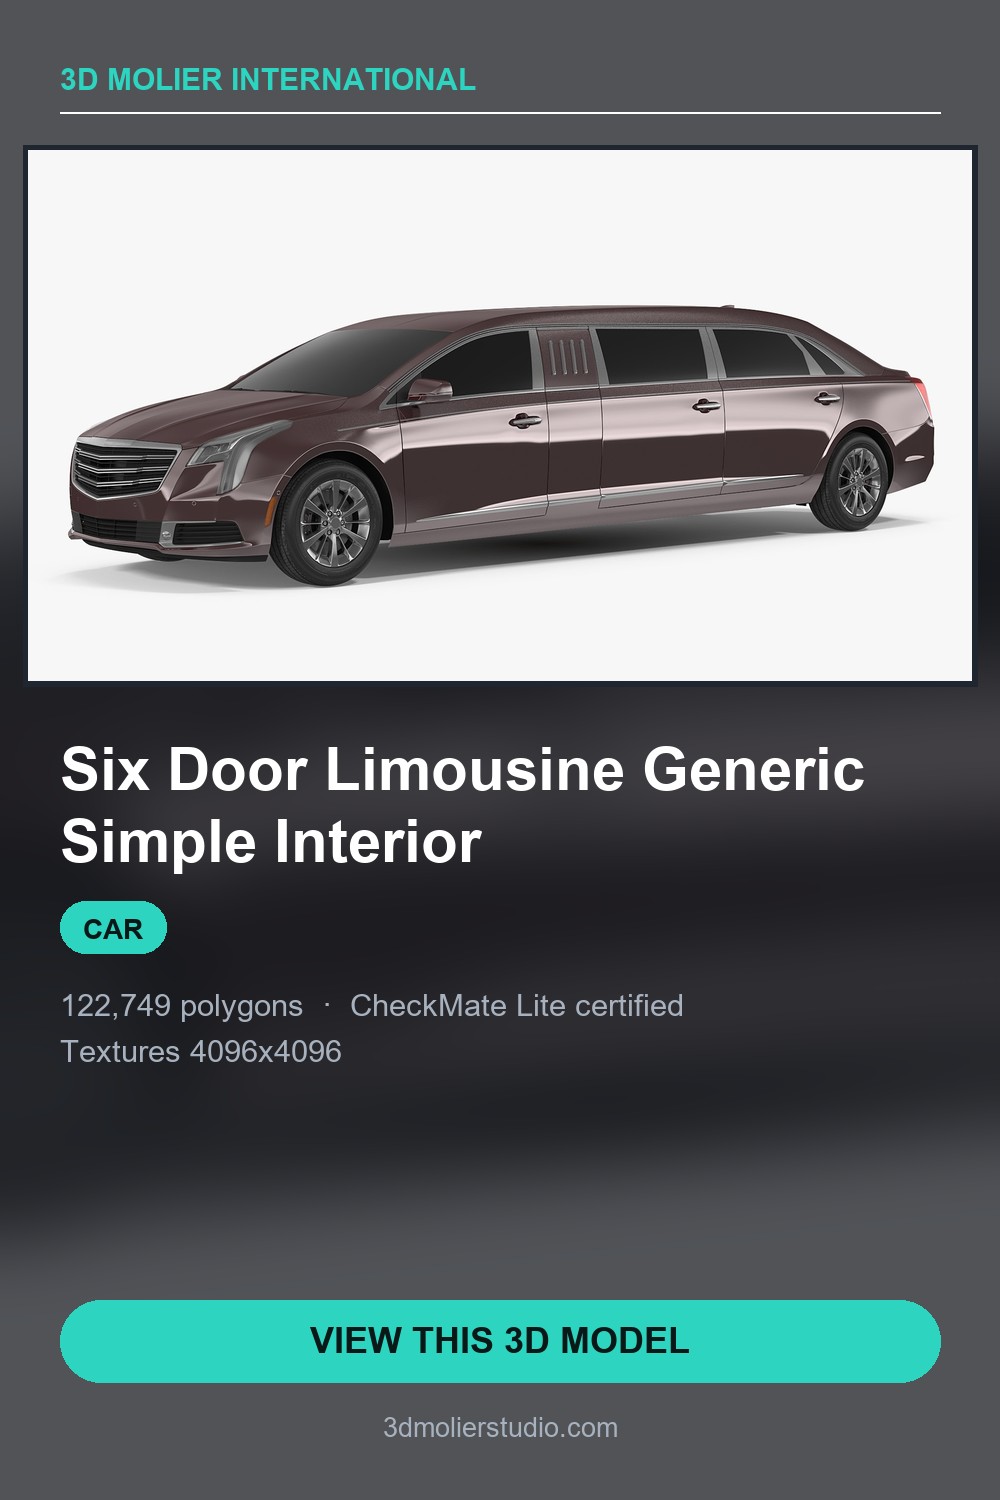 3D MOLIER INTERNATIONAL
Six Door Limousine Generic
Simple Interior
CAR
122,749 polygons · CheckMate Lite certified
Textures 4096x4096
VIEW THIS 3D MODEL
3dmolierstudio.com